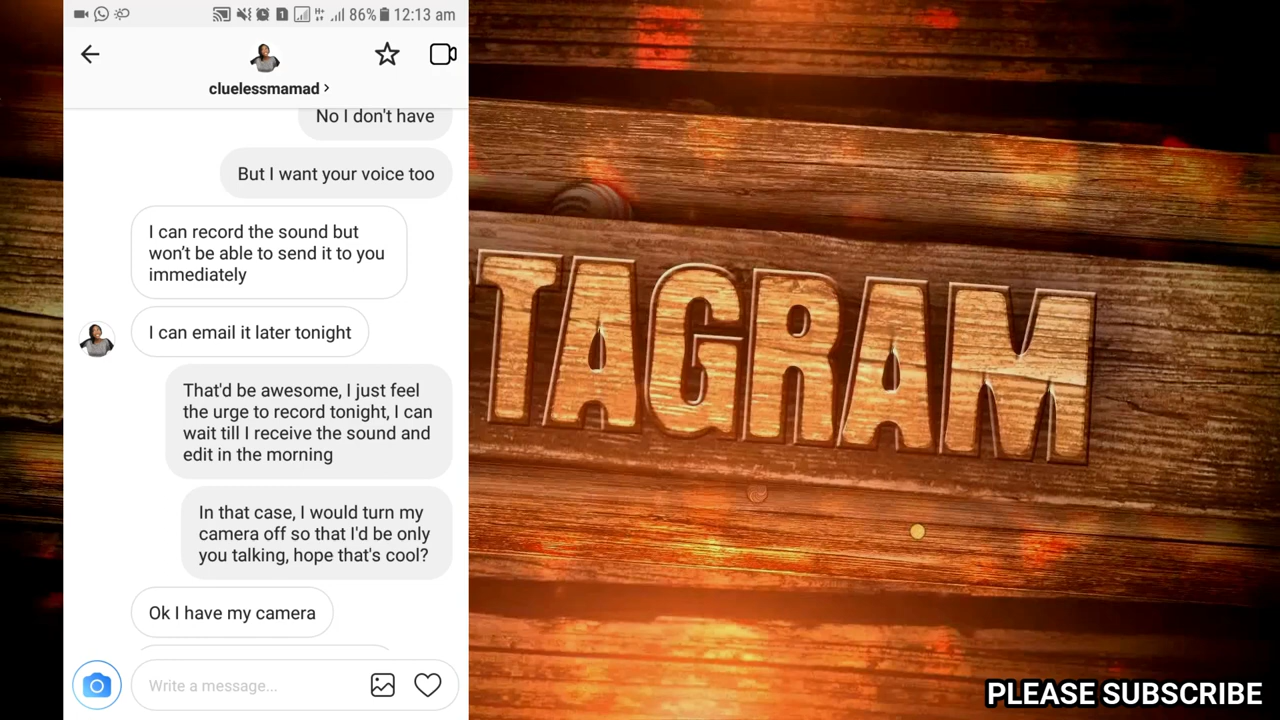 86% 12:13 am
cluelessmamad >
No I don't have
But I want your voice too
I can record the sound but
won't be able to send it to you
immediately
I can email it later tonight
That'd be awesome, I just feel
the urge to record tonight, I can
wait till I receive the sound and
edit in the morning
In that case, I would turn my
camera off so that I'd be only
you talking, hope that's cool?
Ok I have my camera
Write a message...
TAGRAM
PLEASE SUBSCRIBE